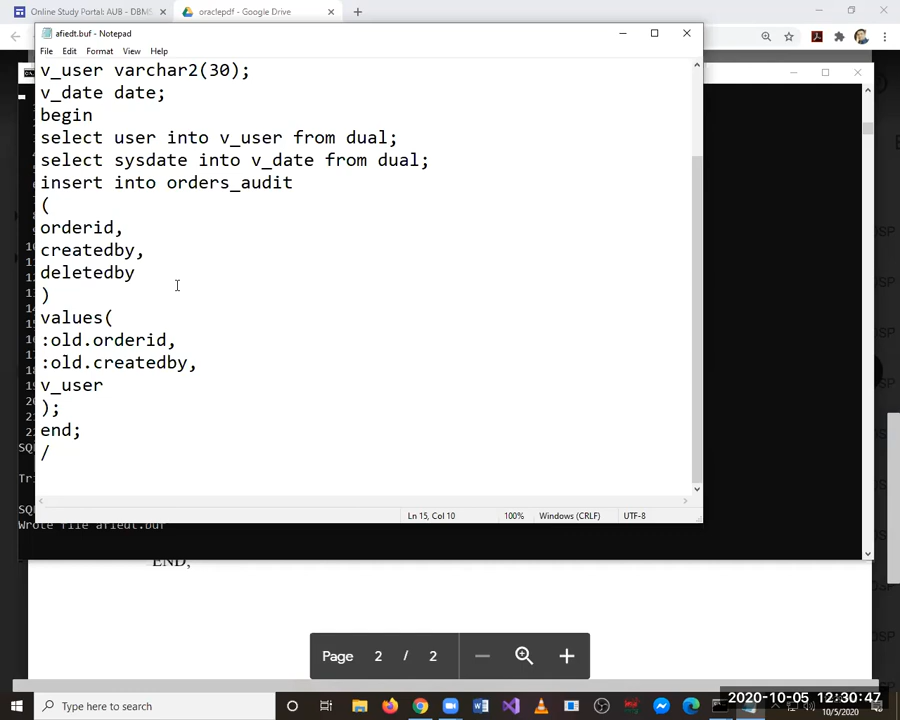 Online Study Portal: AUB - DBMS
oraclepdf - Google Drive
afiedt.buf - Notepad
File Edit Format View Help
v_user varchar2(30);
v_date date;
begin
select user into v_user from dual;
select sysdate into v_date from dual;
insert into orders_audit
(
orderid,
createdby,
deletedby
)
values(
:old.orderid,
:old.createdby,
v_user
);
end;
/
Ln 15, Col 10 100% Windows (CRLF) UTF-8
Wrote file afiedt.buf
END;
Page 2 / 2
Type here to search
2020-10-05 12:30:47
10/5/2020